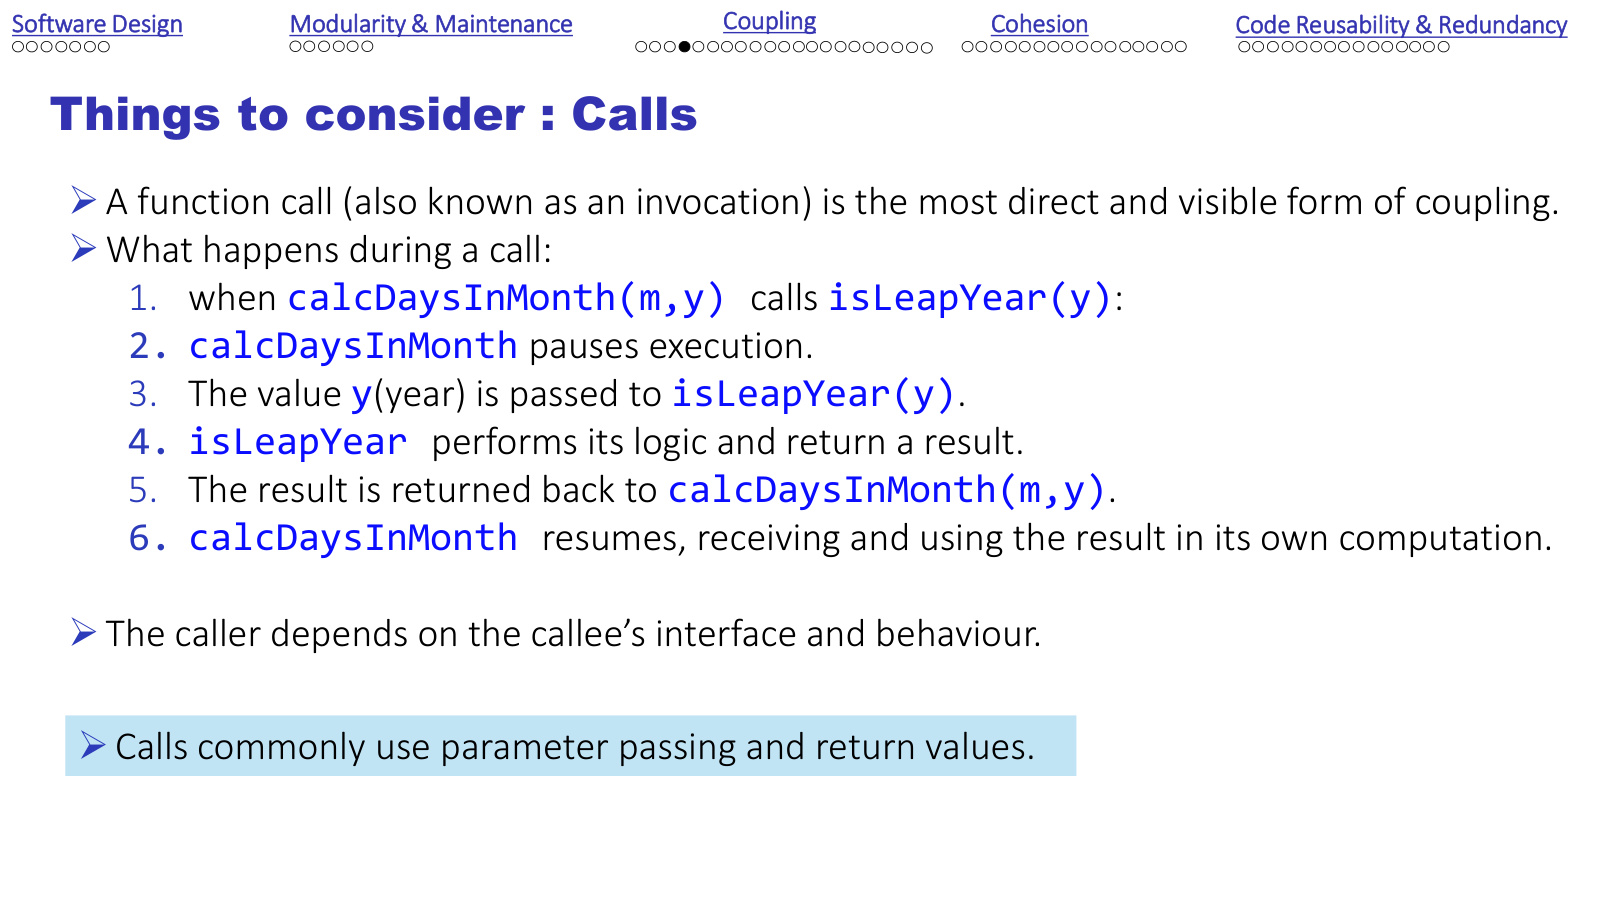 Software Design
Modularity & Maintenance
Coupling
Cohesion
Code Reusability & Redundancy
Things to consider : Calls
A function call (also known as an invocation) is the most direct and visible form of coupling.
What happens during a call:
1. when calcDaysInMonth(m,y) calls isLeapYear(y):
2. calcDaysInMonth pauses execution.
3. The value y(year) is passed to isLeapYear(y).
4. isLeapYear performs its logic and return a result.
5. The result is returned back to calcDaysInMonth(m,y).
6. calcDaysInMonth resumes, receiving and using the result in its own computation.
The caller depends on the callee’s interface and behaviour.
Calls commonly use parameter passing and return values.